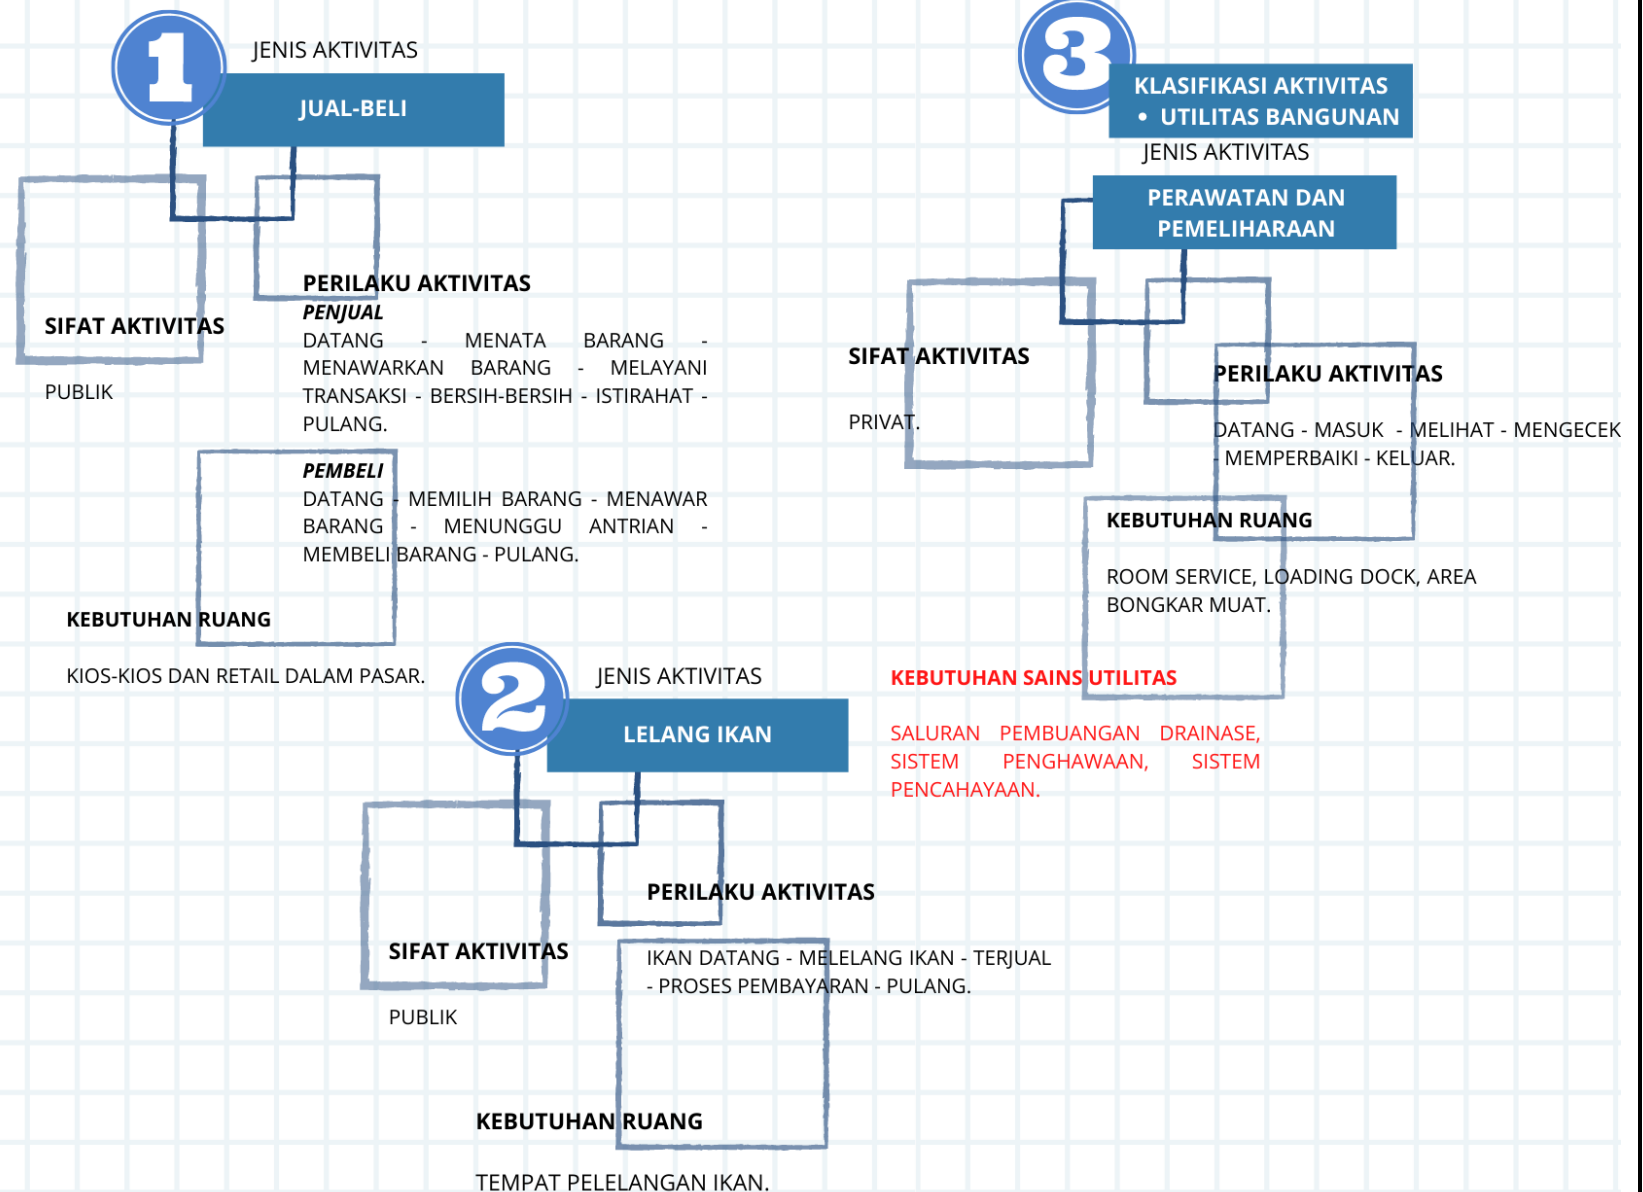 1
JENIS AKTIVITAS
JUAL-BELI
SIFAT AKTIVITAS
PUBLIK
PERILAKU AKTIVITAS
PENJUAL
DATANG - MENATA BARANG -
MENAWARKAN BARANG - MELAYANI
TRANSAKSI - BERSIH-BERSIH - ISTIRAHAT -
PULANG.
PEMBELI
DATANG - MEMILIH BARANG - MENAWAR
BARANG - MENUNGGU ANTRIAN -
MEMBELI BARANG - PULANG.
KEBUTUHAN RUANG
KIOS-KIOS DAN RETAIL DALAM PASAR.
2
JENIS AKTIVITAS
LELANG IKAN
SIFAT AKTIVITAS
PUBLIK
PERILAKU AKTIVITAS
IKAN DATANG - MELELANG IKAN - TERJUAL
- PROSES PEMBAYARAN - PULANG.
KEBUTUHAN RUANG
TEMPAT PELELANGAN IKAN.
3
KLASIFIKASI AKTIVITAS
• UTILITAS BANGUNAN
JENIS AKTIVITAS
PERAWATAN DAN
PEMELIHARAAN
SIFAT AKTIVITAS
PRIVAT.
PERILAKU AKTIVITAS
DATANG - MASUK - MELIHAT - MENGECEK
- MEMPERBAIKI - KELUAR.
KEBUTUHAN RUANG
ROOM SERVICE, LOADING DOCK, AREA
BONGKAR MUAT.
KEBUTUHAN SAINS UTILITAS
SALURAN PEMBUANGAN DRAINASE,
SISTEM PENGHAWAAN, SISTEM
PENCAHAYAAN.